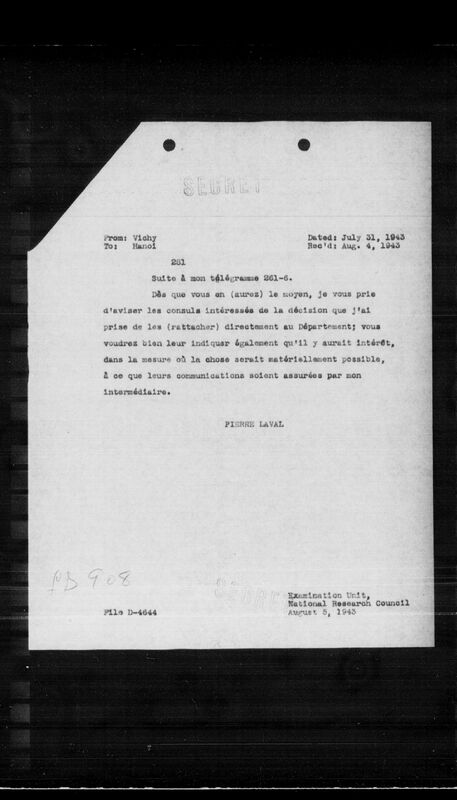 SECRET
From: Vichy
To: Hanoi
Dated: July 31, 1943
Rec'd: Aug. 4, 1943
281
Suite à mon télégramme 261-6.
Dès que vous en (aurez) le moyen, je vous prie
d'aviser les consuls intéressés de la décision que j'ai
prise de les (rattacher) directement au Département; vous
voudrez bien leur indiquer également qu'il y aurait intérêt,
dans la mesure où la chose serait matériellement possible,
à ce que leurs communications soient assurées par mon
intermédiaire.
PIERRE LAVAL
908
SECRET
File D-4644
Examination Unit,
National Research Council
August 5, 1943